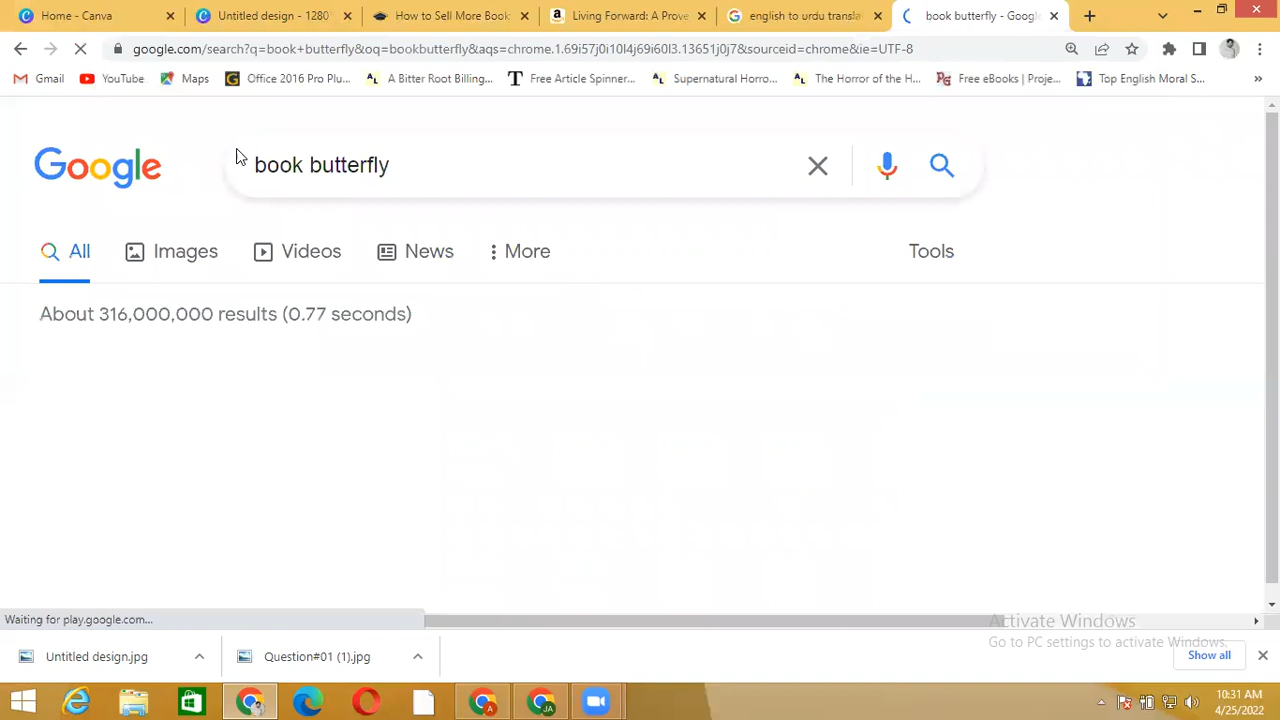 Home - Canva
Untitled design - 1280*
How to Sell More Book
Living Forward: A Prove
english to urdu transla
book butterfly - Google
google.com/search?q=book+butterfly&oq=bookbutterfly&aqs=chrome.1.69i57j0i10l4j69i60l3.13651j0j7&sourceid=chrome&ie=UTF-8
Gmail
YouTube
Maps
Office 2016 Pro Plu...
A Bitter Root Billing...
Free Article Spinner...
Supernatural Horro...
The Horror of the H...
Free eBooks | Proje...
Top English Moral S...
Google
book butterfly
All
Images
Videos
News
More
Tools
About 316,000,000 results (0.77 seconds)
Waiting for play.google.com...
Activate Windows
Go to PC settings to activate Windows.
Untitled design.jpg
Question#01 (1).jpg
Show all
10:31 AM
4/25/2022